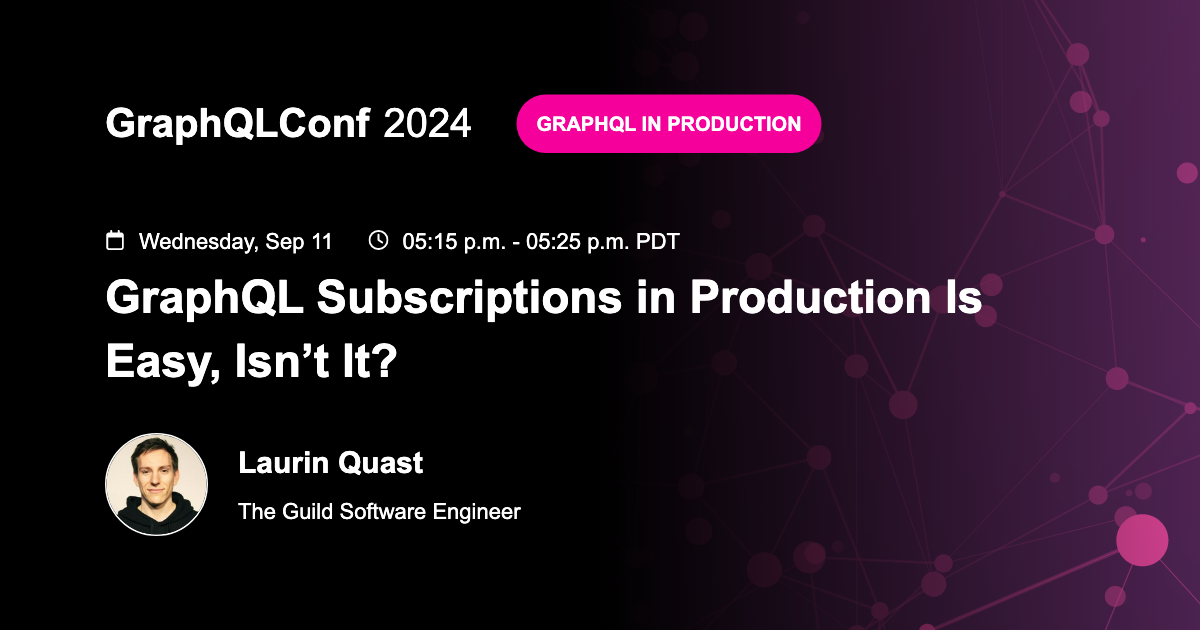 GraphQLConf 2024
GRAPHQL IN PRODUCTION
Wednesday, Sep 11
05:15 p.m. - 05:25 p.m. PDT
GraphQL Subscriptions in Production Is
Easy, Isn’t It?
Laurin Quast
The Guild Software Engineer